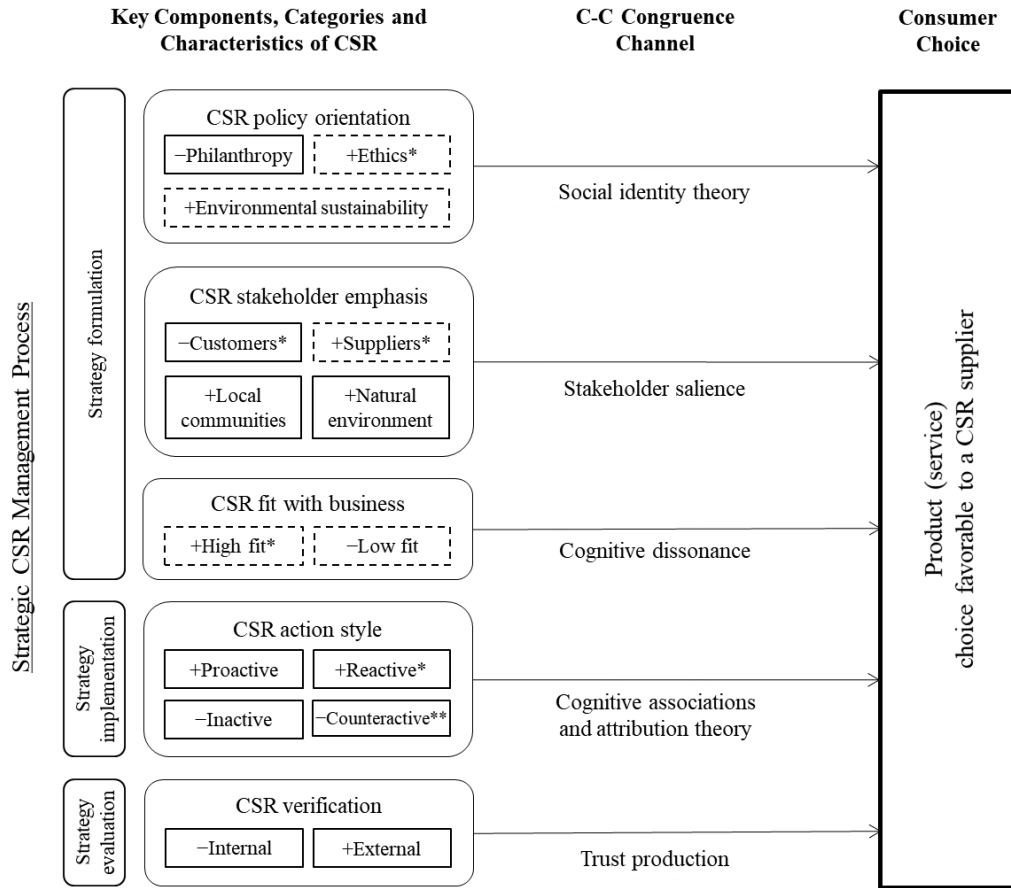 Key Components, Categories and
Characteristics of CSR
C-C Congruence
Channel
Consumer
Choice
Strategic CSR Management Process
Strategy formulation
CSR policy orientation
−Philanthropy
+Ethics*
+Environmental sustainability
Social identity theory
CSR stakeholder emphasis
−Customers*
+Suppliers*
+Local
communities
+Natural
environment
Stakeholder salience
CSR fit with business
+High fit*
−Low fit
Cognitive dissonance
Strategy
implementation
CSR action style
+Proactive
+Reactive*
−Inactive
−Counteractive**
Cognitive associations
and attribution theory
Strategy
evaluation
CSR verification
−Internal
+External
Trust production
Product (service)
choice favorable to a CSR supplier